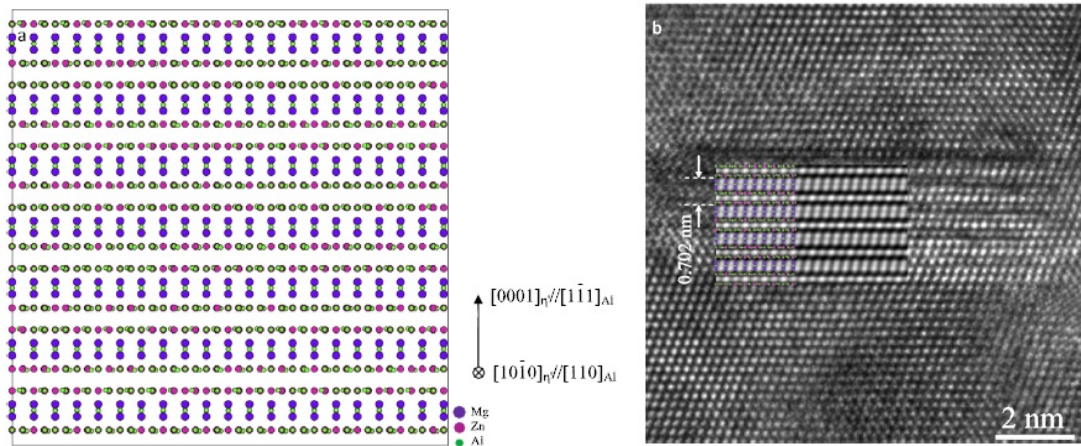 a
[0001]η//[11̅1]Al
[101̅0]η//[110]Al
Mg
Zn
Al
b
0.702 nm
2 nm